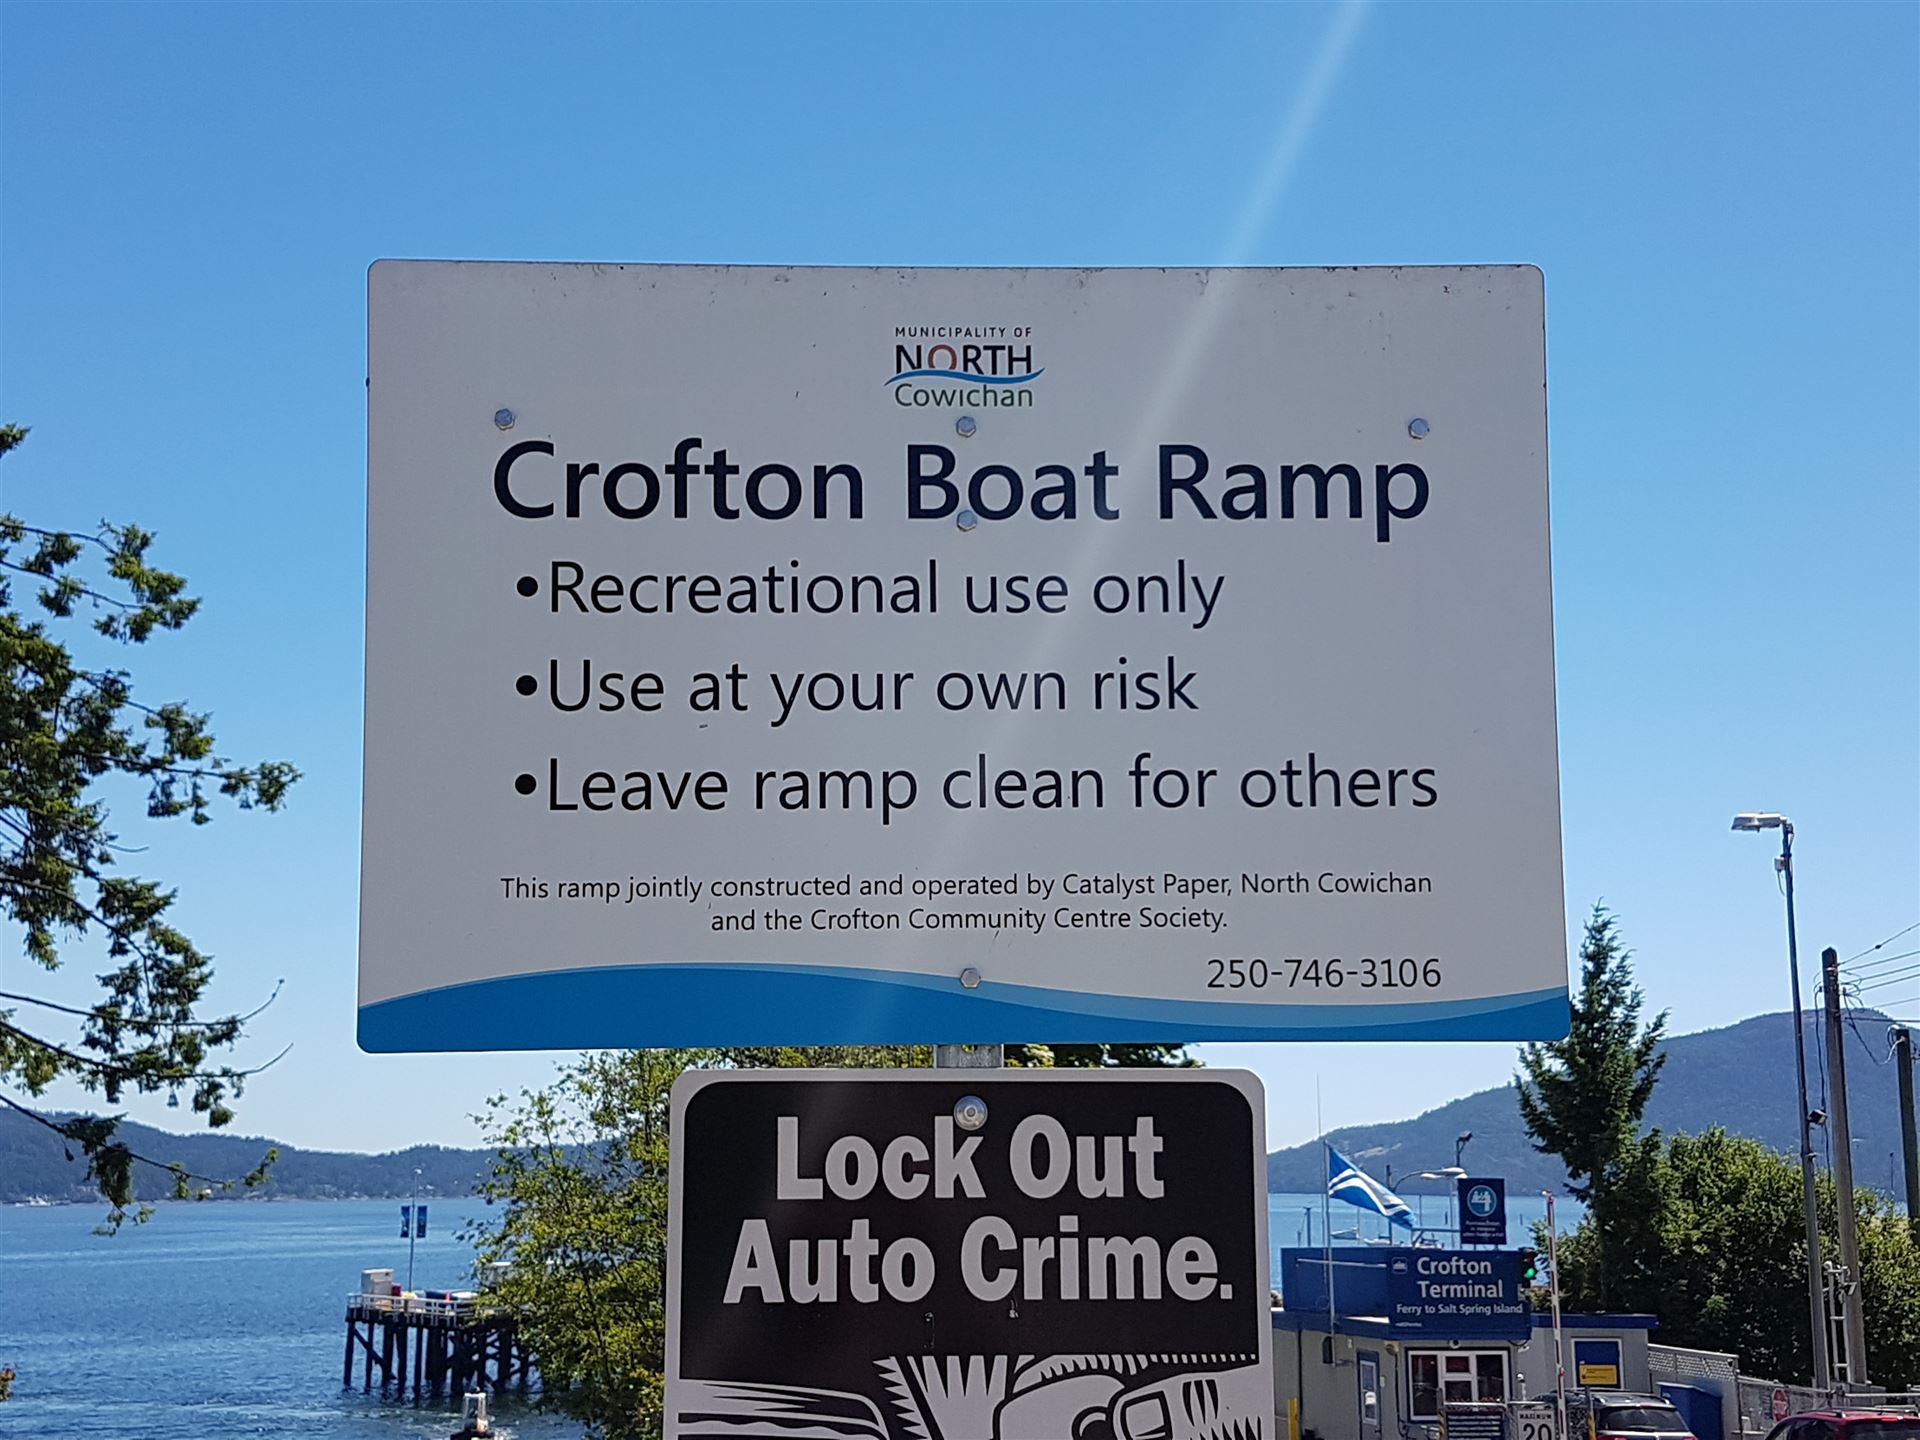 MUNICIPALITY OF
NORTH
Cowichan
Crofton Boat Ramp
•Recreational use only
•Use at your own risk
•Leave ramp clean for others
This ramp jointly constructed and operated by Catalyst Paper, North Cowichan
and the Crofton Community Centre Society.
250-746-3106
Lock Out
Auto Crime.
Crofton
Terminal
Ferry to Salt Spring Island
MAXIMUM
20